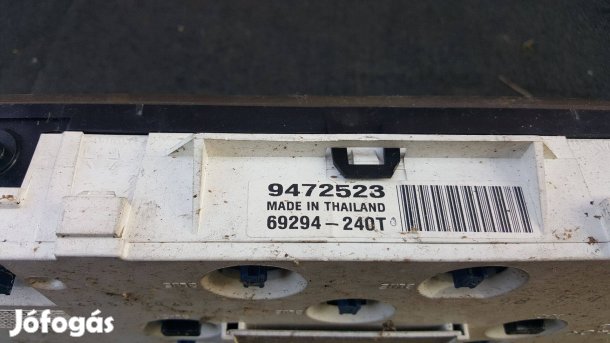 9472523
MADE IN THAILAND
69294-240T
Jófogás